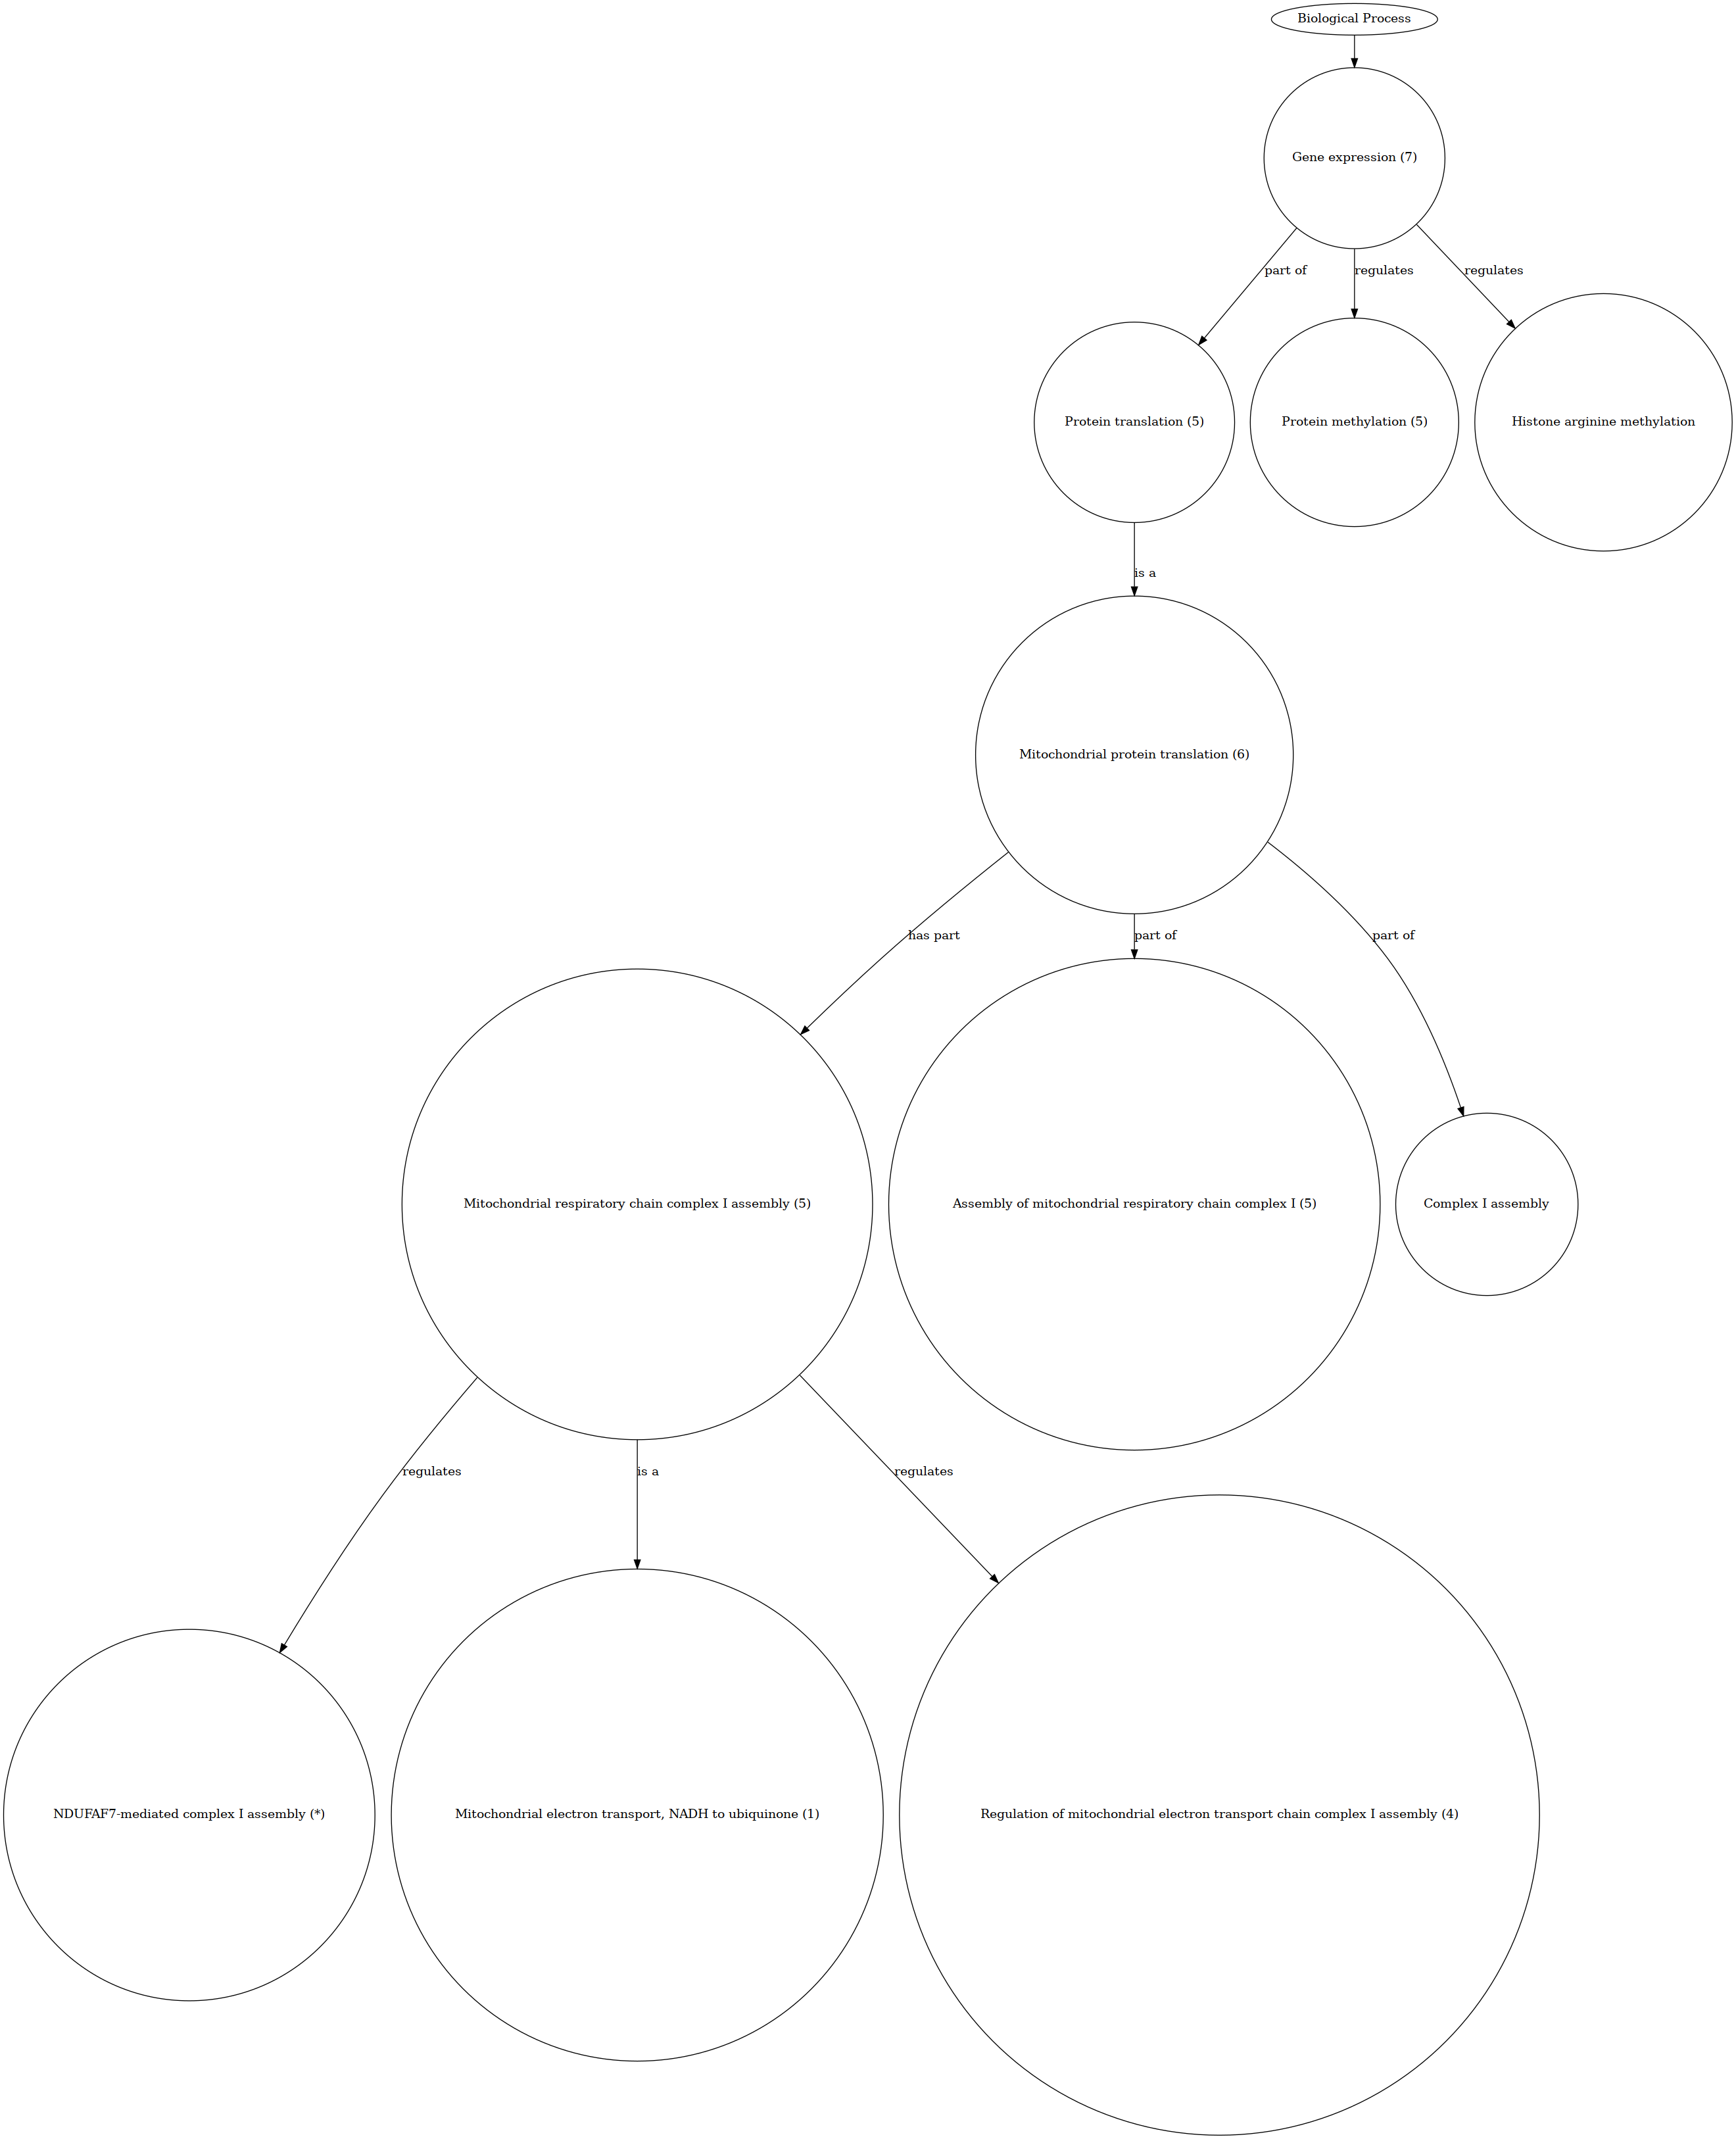 Biological Process
Gene expression (7)
part of
regulates
regulates
Protein translation (5)
Protein methylation (5)
Histone arginine methylation
is a
Mitochondrial protein translation (6)
has part
part of
part of
Mitochondrial respiratory chain complex I assembly (5)
Assembly of mitochondrial respiratory chain complex I (5)
Complex I assembly
regulates
is a
regulates
NDUFAF7-mediated complex I assembly (*)
Mitochondrial electron transport, NADH to ubiquinone (1)
Regulation of mitochondrial electron transport chain complex I assembly (4)